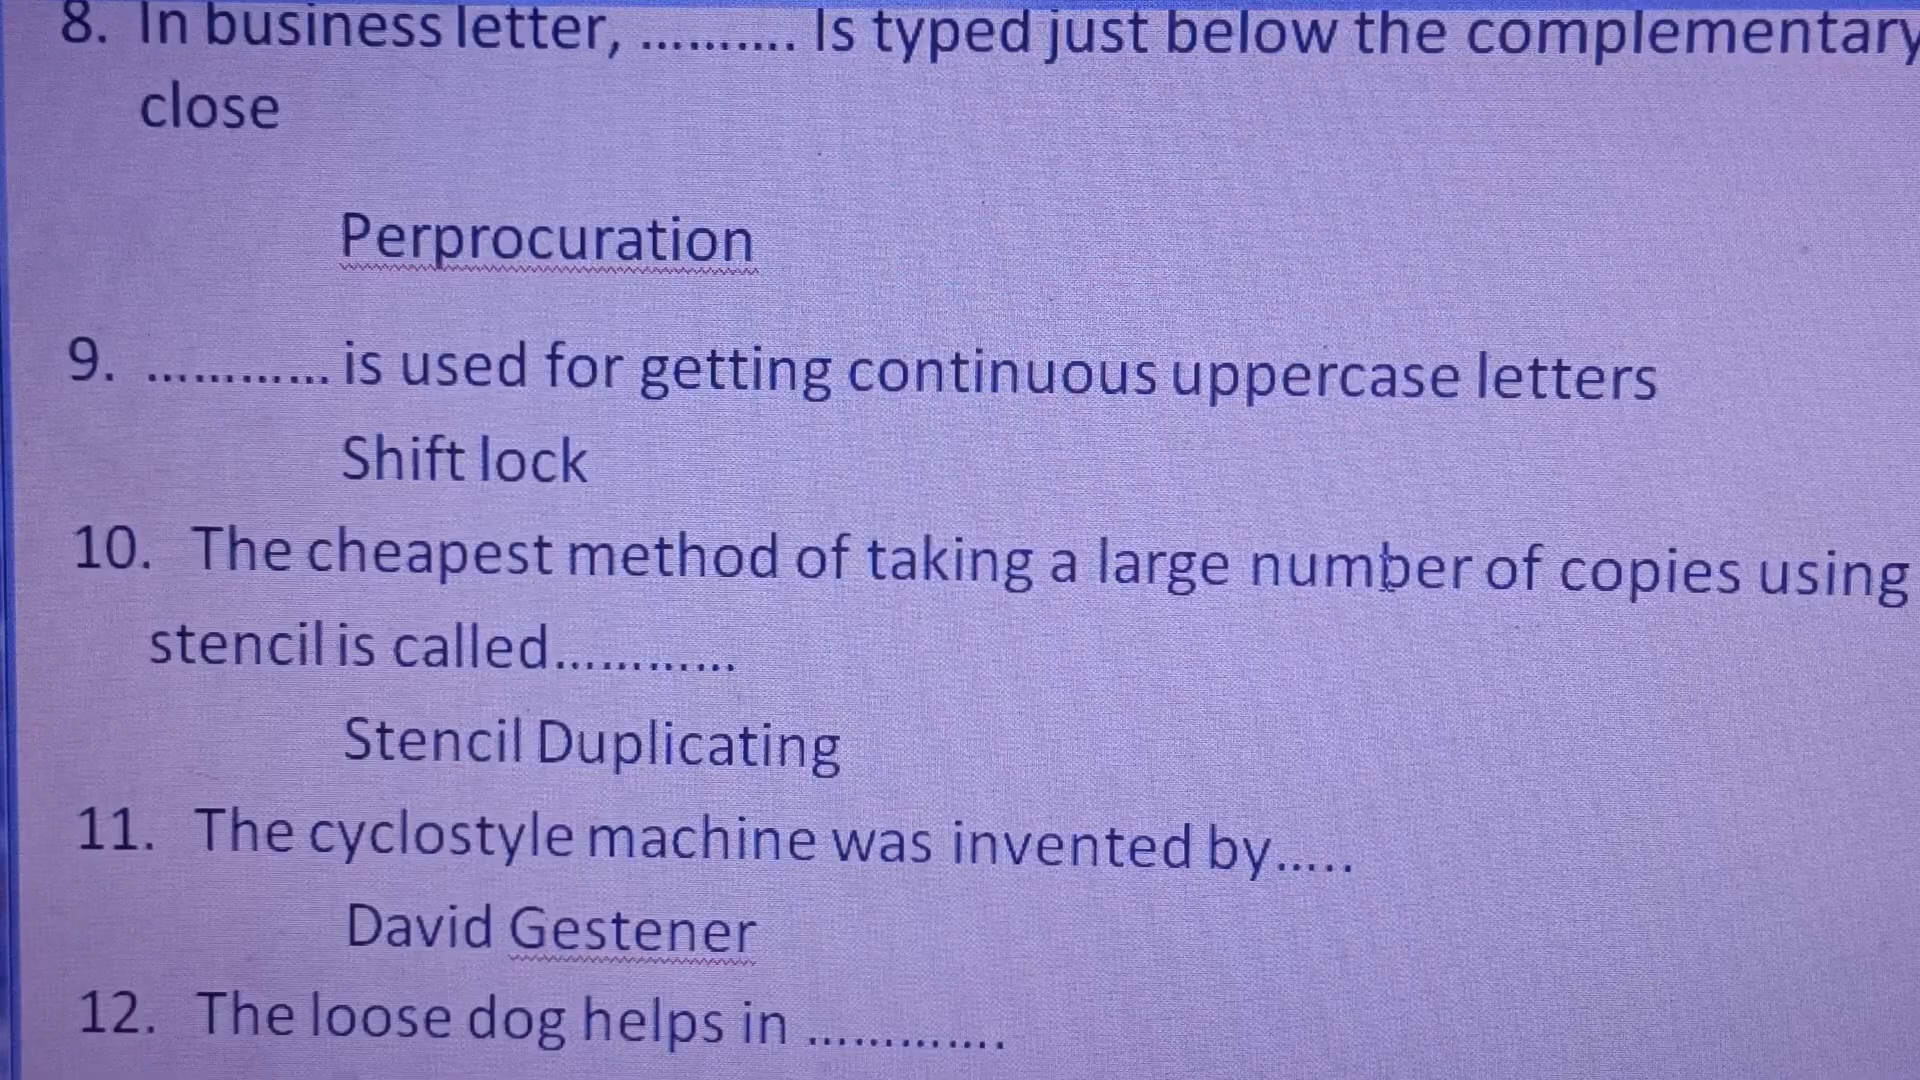 8. In business letter, .......... Is typed just below the complementary
close
Perprocuration
9. ............ is used for getting continuous uppercase letters
Shift lock
10. The cheapest method of taking a large number of copies using
stencil is called............
Stencil Duplicating
11. The cyclostyle machine was invented by.....
David Gestener
12. The loose dog helps in .............